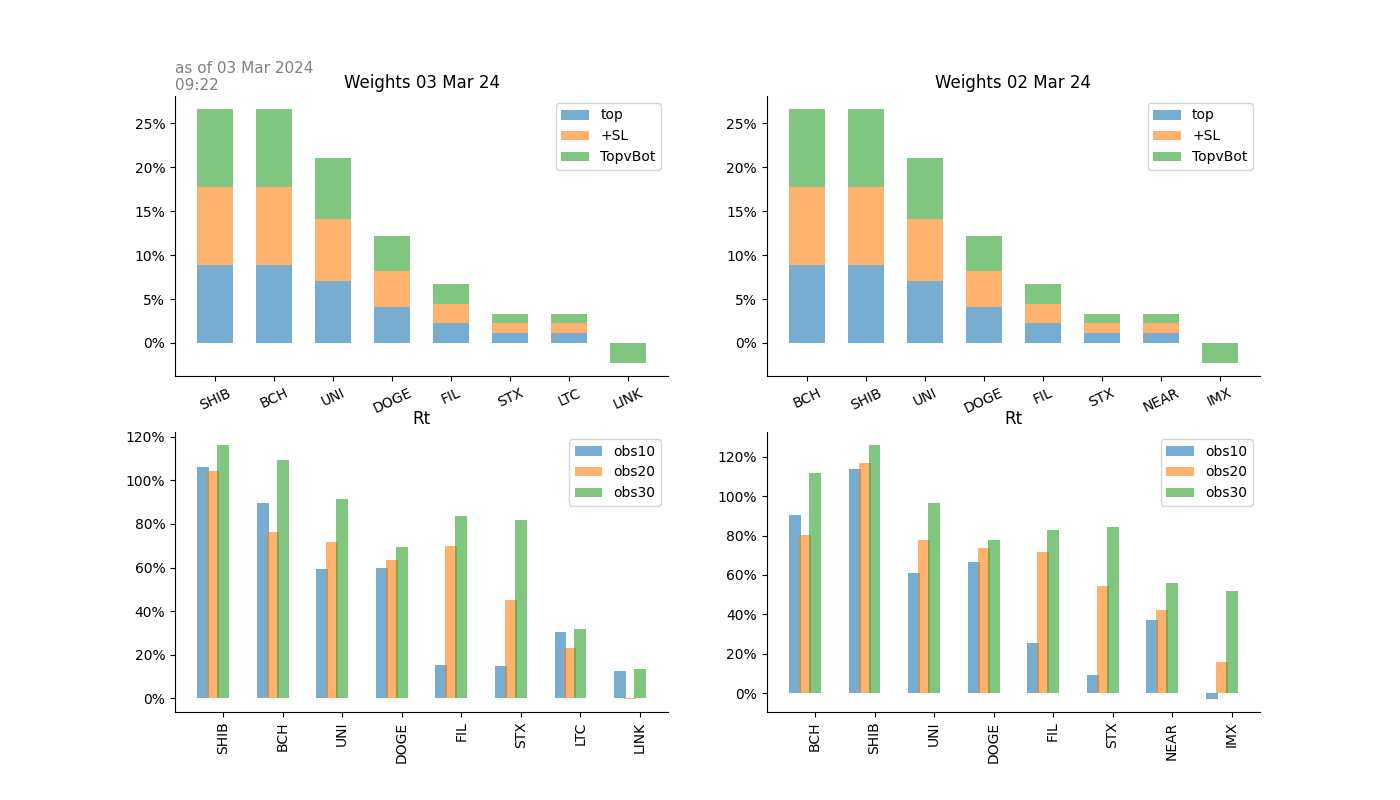 as of 03 Mar 2024
09:22
Weights 03 Mar 24
25%
20%
15%
10%
5%
0%
top
+SL
TopvBot
SHIB BCH UNI DOGE FIL STX LTC LINK
Weights 02 Mar 24
25%
20%
15%
10%
5%
0%
top
+SL
TopvBot
BCH SHIB UNI DOGE FIL STX NEAR IMX
Rt
120%
100%
80%
60%
40%
20%
0%
obs10
obs20
obs30
SHIB BCH UNI DOGE FIL STX LTC LINK
Rt
120%
100%
80%
60%
40%
20%
0%
obs10
obs20
obs30
BCH SHIB UNI DOGE FIL STX NEAR IMX